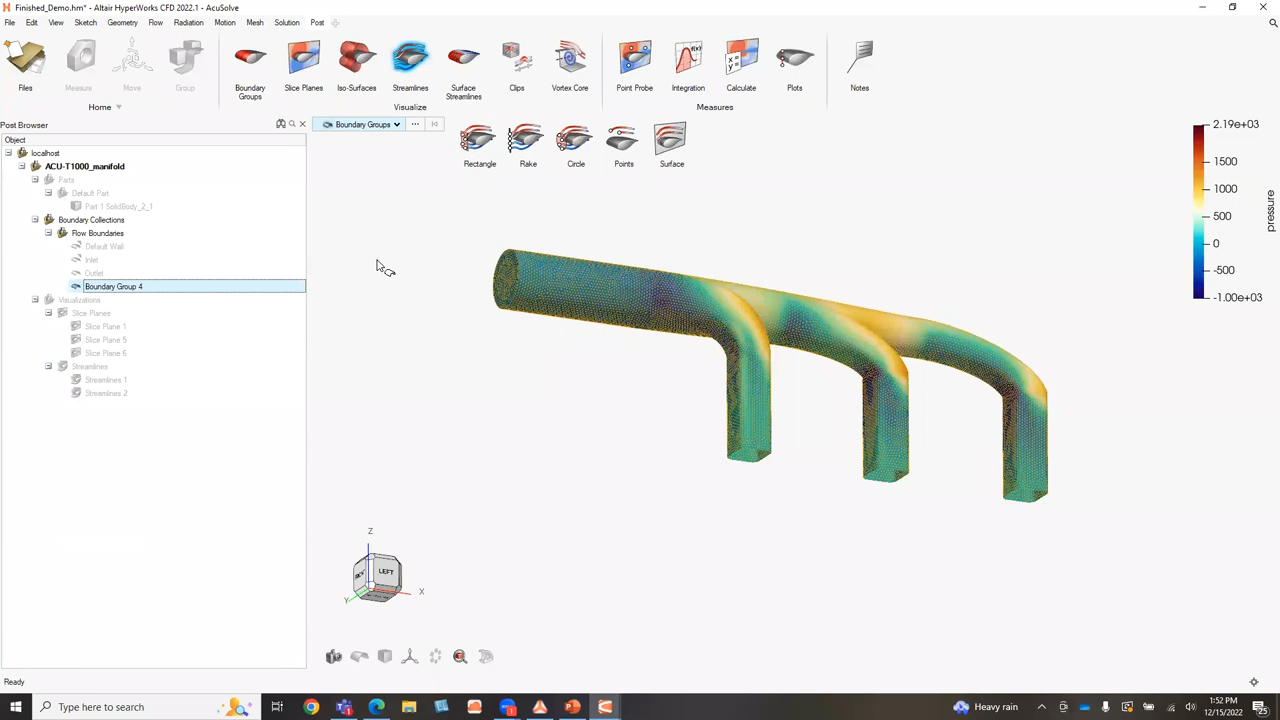 Finished_Demo.hm* - Altair HyperWorks CFD 2022.1 - AcuSolve
File Edit View Sketch Geometry Flow Radiation Motion Mesh Solution Post
Files Measure Move Group Boundary Groups Slice Planes Iso-Surfaces Streamlines Surface Streamlines Clips Vortex Core Point Probe Integration Calculate Plots Notes
Home Visualize Measures
Post Browser
Boundary Groups
Object
Rectangle Rake Circle Points Surface
localhost
ACU-T1000_manifold
Parts
Default Part
Part 1 SolidBody_2_1
Boundary Collections
Flow Boundaries
Default Wall
Inlet
Outlet
Boundary Group 4
Visualizations
Slice Planes
Slice Plane 1
Slice Plane 5
Slice Plane 6
Streamlines
Streamlines 1
Streamlines 2
2.19e+03
1500
1000
500
0
-500
-1.00e+03
pressure
Z
LEFT
X
Y
Ready
Type here to search
Heavy rain
1:52 PM
12/15/2022